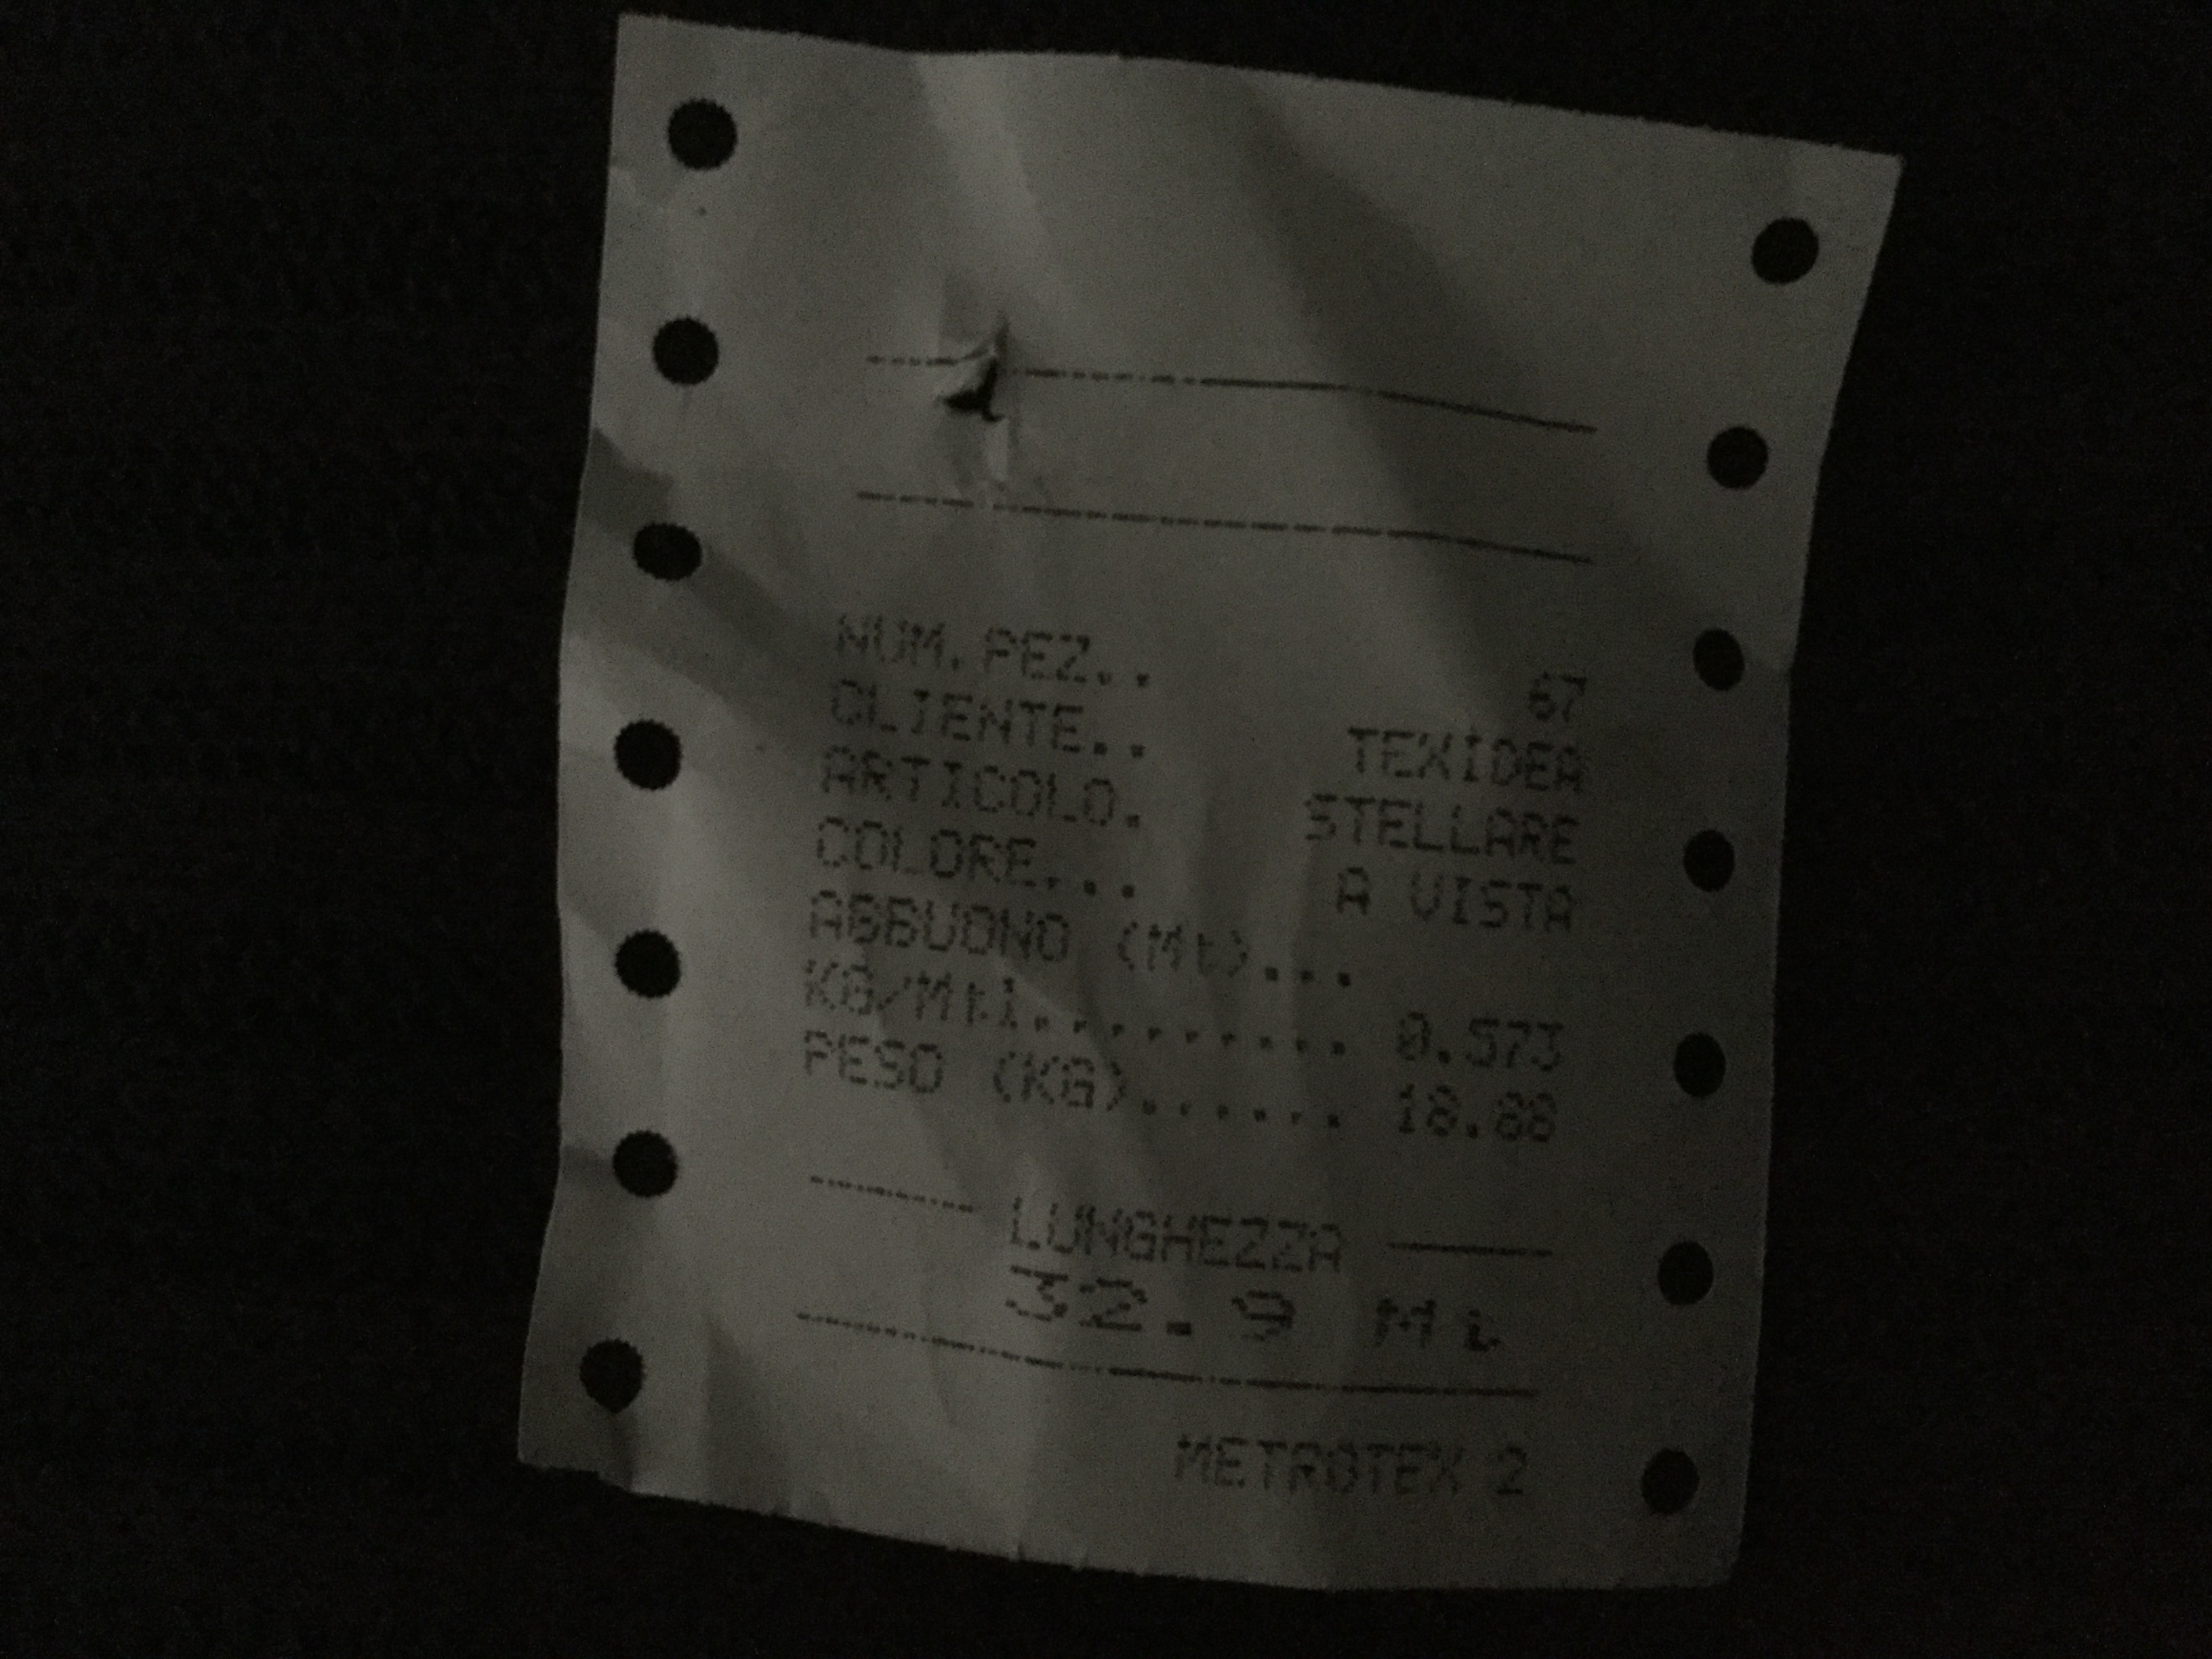 NUM.PEZ.. 67
CLIENTE.. TEXIDEA
ARTICOLO. STELLARE
COLORE... A VISTA
ABBUONO (Mt)...
KG/Mtl......... 0.573
PESO (KG)...... 18.88
LUNGHEZZA
32.9 Mt
METROTEX 2